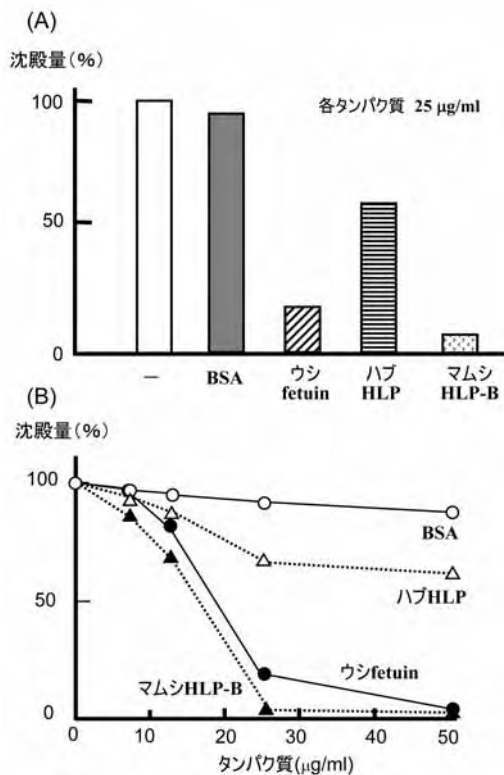 (A)
沈殿量(%)
各タンパク質 25 μg/ml
100
50
0
— BSA ウシ fetuin ハブ HLP マムシ HLP-B
(B)
沈殿量(%)
100
BSA
ハブHLP
50
ウシfetuin
マムシHLP-B
0
0 10 20 30 40 50
タンパク質(μg/ml)